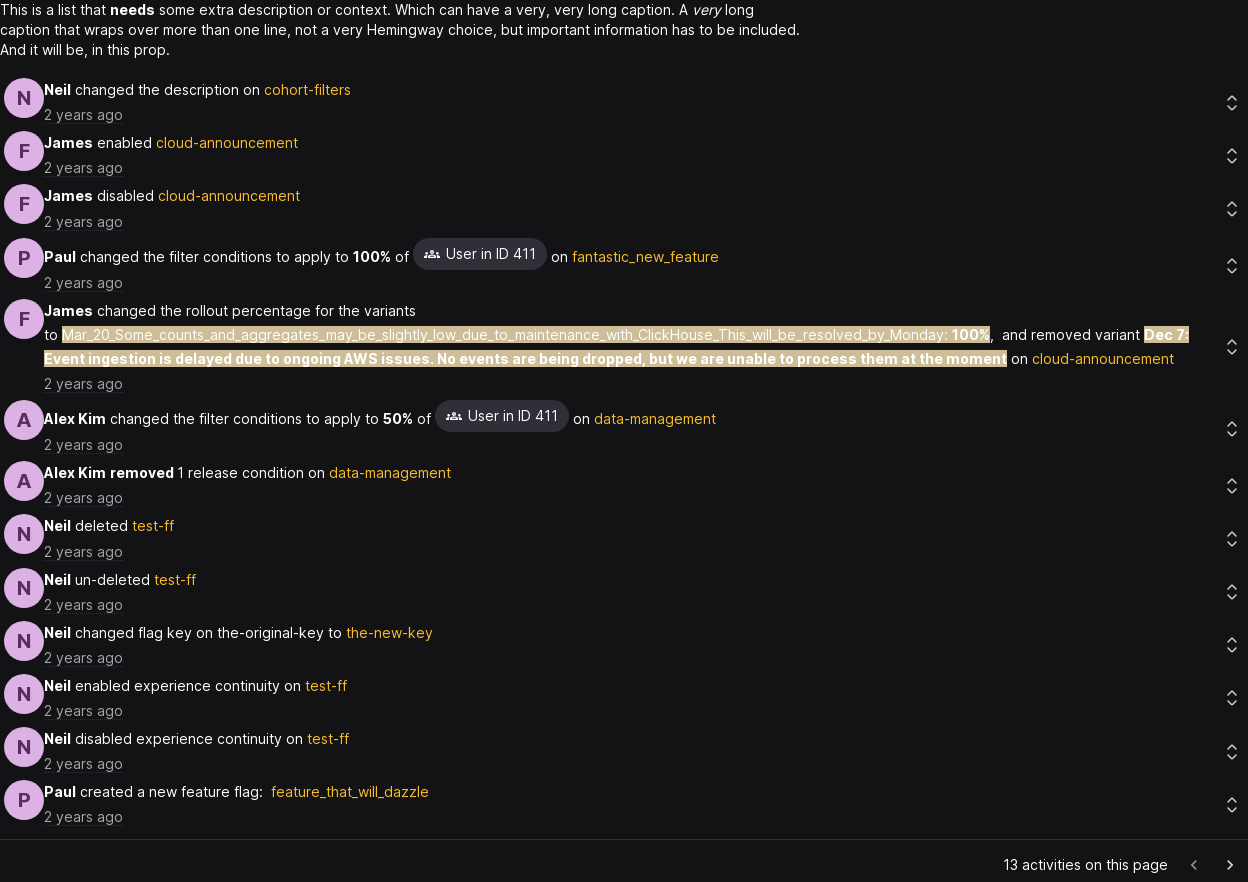 This is a list that needs some extra description or context. Which can have a very, very long caption. A very long
caption that wraps over more than one line, not a very Hemingway choice, but important information has to be included.
And it will be, in this prop.
N
Neil changed the description on cohort-filters
2 years ago
F
James enabled cloud-announcement
2 years ago
F
James disabled cloud-announcement
2 years ago
P
Paul changed the filter conditions to apply to 100% of User in ID 411 on fantastic_new_feature
2 years ago
F
James changed the rollout percentage for the variants
to Mar_20_Some_counts_and_aggregates_may_be_slightly_low_due_to_maintenance_with_ClickHouse_This_will_be_resolved_by_Monday: 100%, and removed variant Dec 7:
Event ingestion is delayed due to ongoing AWS issues. No events are being dropped, but we are unable to process them at the moment on cloud-announcement
2 years ago
A
Alex Kim changed the filter conditions to apply to 50% of User in ID 411 on data-management
2 years ago
A
Alex Kim removed 1 release condition on data-management
2 years ago
N
Neil deleted test-ff
2 years ago
N
Neil un-deleted test-ff
2 years ago
N
Neil changed flag key on the-original-key to the-new-key
2 years ago
N
Neil enabled experience continuity on test-ff
2 years ago
N
Neil disabled experience continuity on test-ff
2 years ago
P
Paul created a new feature flag: feature_that_will_dazzle
2 years ago
13 activities on this page